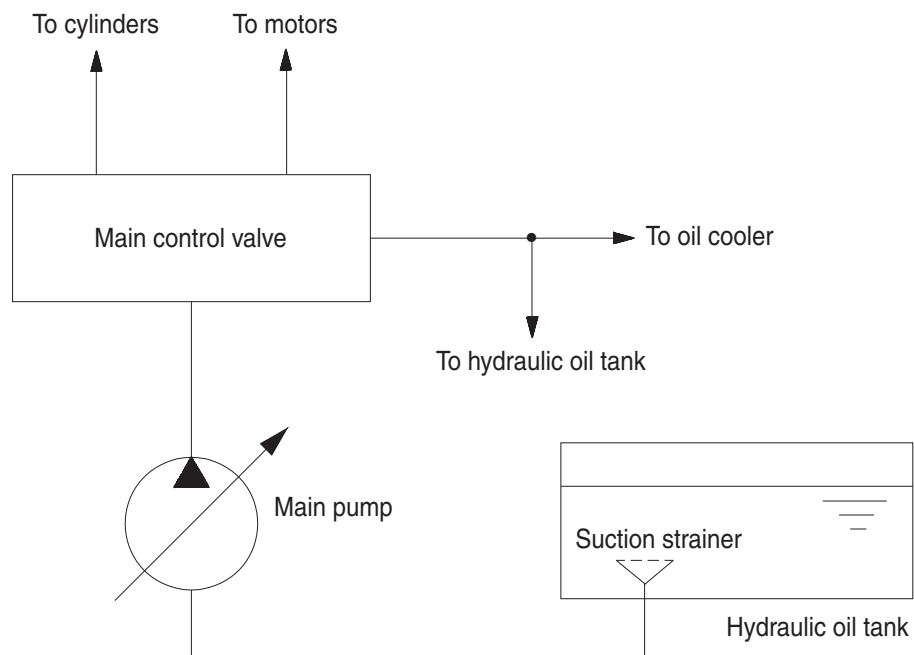 To cylinders
To motors
Main control valve
To oil cooler
To hydraulic oil tank
Main pump
Suction strainer
Hydraulic oil tank